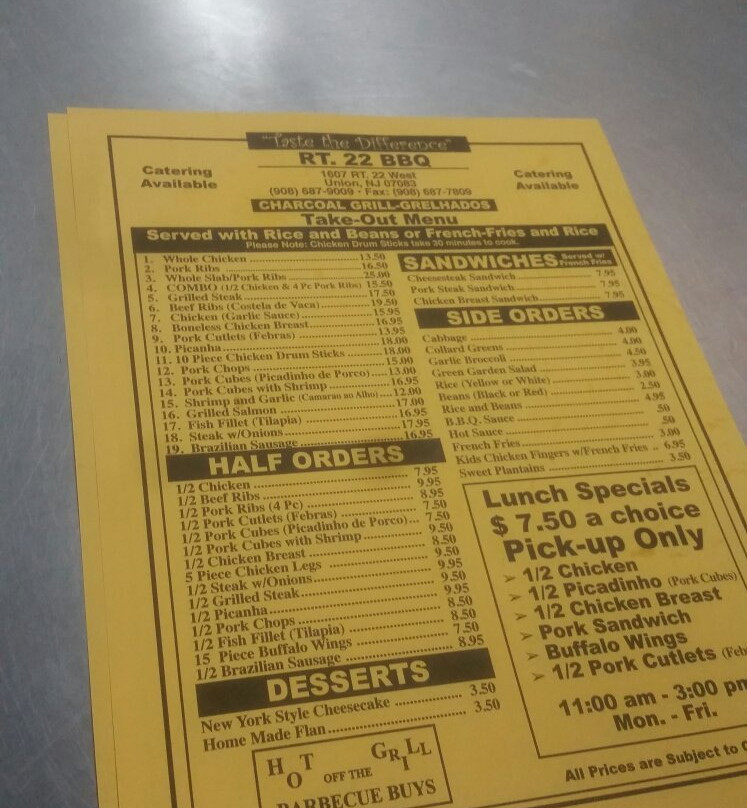 "Taste the Difference"
RT. 22 BBQ
Catering Available
1607 RT. 22 West
Union, NJ 07083
(908) 687-9009 - Fax: (908) 687-7809
Catering Available
CHARCOAL GRILL-GRELHADOS
Take-Out Menu
Served with Rice and Beans or French-Fries and Rice
Please Note: Chicken Drum Sticks take 30 minutes to cook.
1. Whole Chicken 13.50
2. Pork Ribs 16.50
3. Whole Slab/Pork Ribs 25.00
4. COMBO (1/2 Chicken & 4 Pc Pork Ribs) 15.50
5. Grilled Steak 17.50
6. Beef Ribs (Costela de Vaca) 19.50
7. Chicken (Garlic Sauce) 15.95
8. Boneless Chicken Breast 16.95
9. Pork Cutlets (Febras) 13.95
10. Picanha 18.00
11. 10 Piece Chicken Drum Sticks 18.00
12. Pork Chops 15.00
13. Pork Cubes (Picadinho de Porco) 13.00
14. Pork Cubes with Shrimp 16.95
15. Shrimp and Garlic (Camarao ao Alho) 12.00
16. Grilled Salmon 17.00
17. Fish Fillet (Tilapia) 16.95
18. Steak w/Onions 17.95
19. Brazilian Sausage 16.95
HALF ORDERS
1/2 Chicken 7.95
1/2 Beef Ribs 9.95
1/2 Pork Ribs (4 Pc) 8.95
1/2 Pork Cutlets (Febras) 7.50
1/2 Pork Cubes (Picadinho de Porco) 7.50
1/2 Pork Cubes with Shrimp 9.50
1/2 Chicken Breast 8.50
5 Piece Chicken Legs 9.50
1/2 Steak w/Onions 9.95
1/2 Grilled Steak 9.50
1/2 Picanha 9.95
1/2 Pork Chops 8.50
1/2 Fish Fillet (Tilapia) 8.50
15 Piece Buffalo Wings 7.50
1/2 Brazilian Sausage 8.95
DESSERTS
New York Style Cheesecake 3.50
Home Made Flan 3.50
HOT OFF THE GRILL
BARBECUE BUYS
SANDWICHES Served w/ French Fries
Cheesesteak Sandwich 7.95
Pork Steak Sandwich 7.95
Chicken Breast Sandwich 7.95
SIDE ORDERS
Cabbage 4.00
Collard Greens 4.00
Garlic Broccoli 4.50
Green Garden Salad 3.95
Rice (Yellow or White) 3.00
Beans (Black or Red) 2.50
Rice and Beans 4.95
B.B.Q. Sauce .50
Hot Sauce .50
French Fries 3.00
Kids Chicken Fingers w/French Fries 6.95
Sweet Plantains 3.50
Lunch Specials
$ 7.50 a choice
Pick-up Only
➢ 1/2 Chicken
➢ 1/2 Picadinho (Pork Cubes)
➢ 1/2 Chicken Breast
➢ Pork Sandwich
➢ Buffalo Wings
➢ 1/2 Pork Cutlets (Feb
11:00 am - 3:00 pm
Mon. - Fri.
All Prices are Subject to